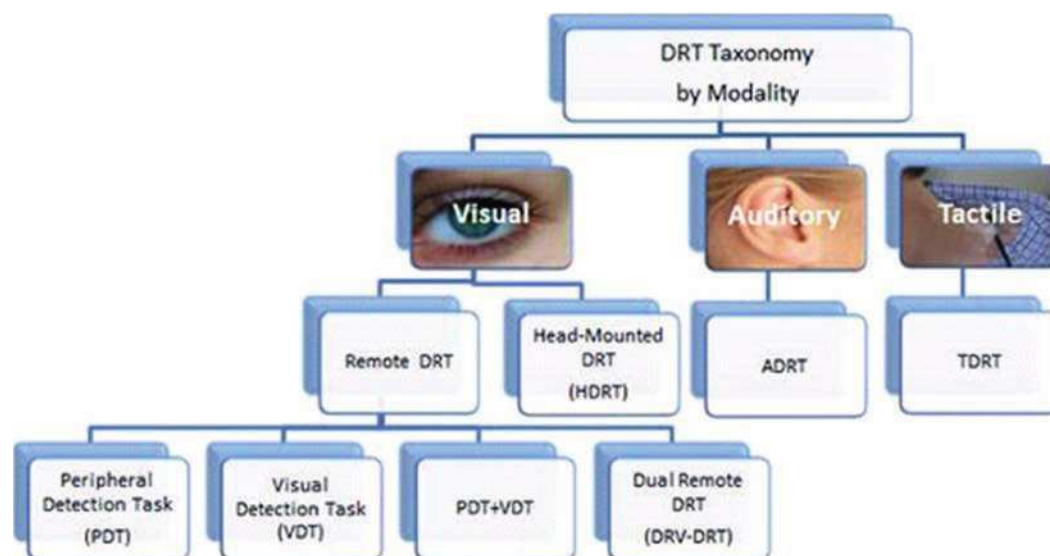 DRT Taxonomy
by Modality
Visual
Auditory
Tactile
Remote DRT
Head-Mounted
DRT
(HDRT)
ADRT
TDRT
Peripheral
Detection Task
(PDT)
Visual
Detection Task
(VDT)
PDT+VDT
Dual Remote
DRT
(DRV-DRT)